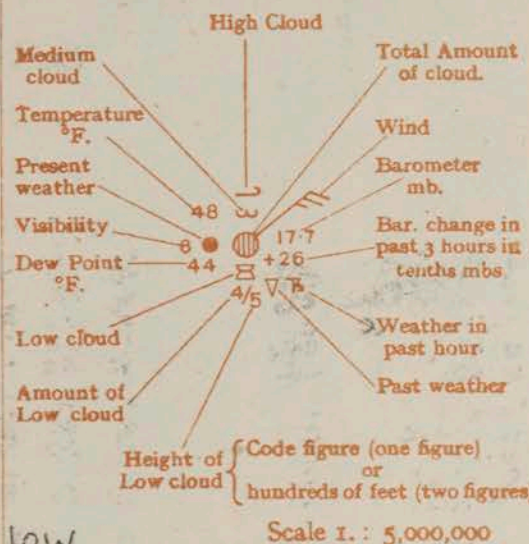 High Cloud
Medium
cloud
Total Amount
of cloud.
Temperature
°F.
Wind
Present
weather
Barometer
mb.
48
Visibility
8
17·7
Bar. change in
past 3 hours in
tenths mbs
+26
Dew Point
°F.
44
4/5
Low cloud
Weather in
past hour
Amount of
Low cloud
Past weather
Height of
Low cloud
Code figure (one figure)
or
hundreds of feet (two figures
Scale 1. : 5,000,000
low